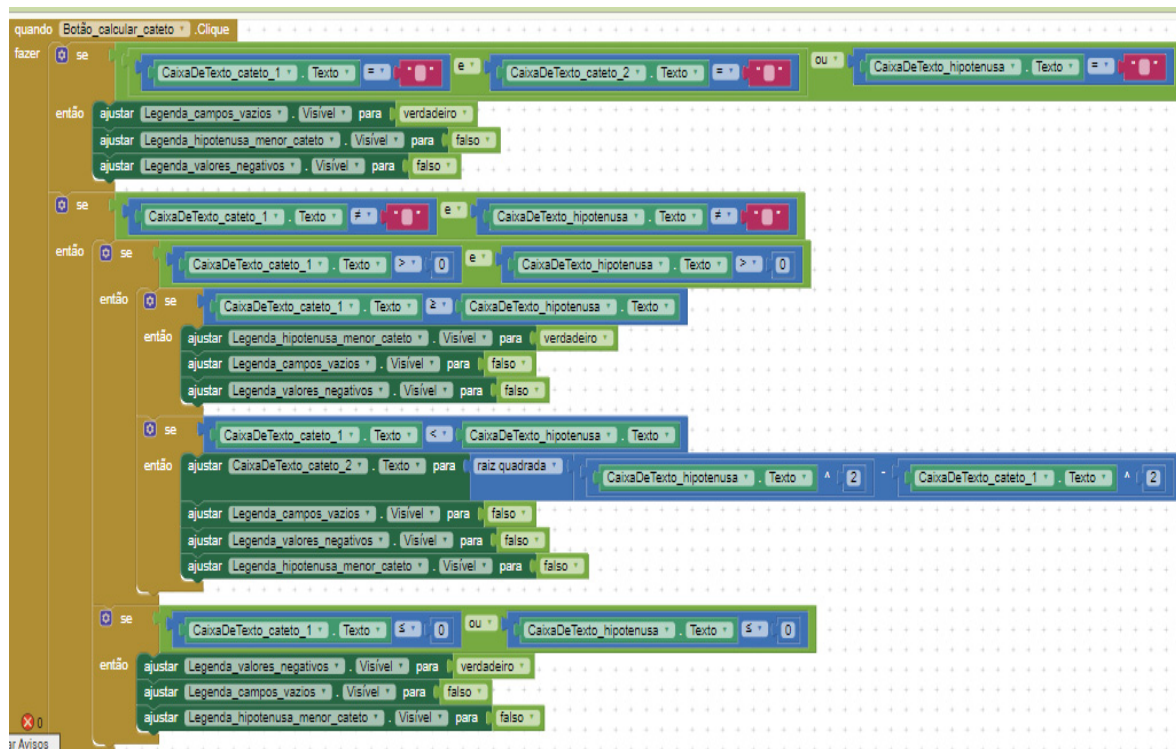 quando Botão_calcular_cateto .Clique
fazer se CaixaDeTexto_cateto_1 . Texto = " " e CaixaDeTexto_cateto_2 . Texto = " " ou CaixaDeTexto_hipotenusa . Texto = " "
então ajustar Legenda_campos_vazios . Visível para verdadeiro
ajustar Legenda_hipotenusa_menor_cateto . Visível para falso
ajustar Legenda_valores_negativos . Visível para falso
se CaixaDeTexto_cateto_1 . Texto ≠ " " e CaixaDeTexto_hipotenusa . Texto ≠ " "
então se CaixaDeTexto_cateto_1 . Texto > 0 e CaixaDeTexto_hipotenusa . Texto > 0
então se CaixaDeTexto_cateto_1 . Texto ≥ CaixaDeTexto_hipotenusa . Texto
então ajustar Legenda_hipotenusa_menor_cateto . Visível para verdadeiro
ajustar Legenda_campos_vazios . Visível para falso
ajustar Legenda_valores_negativos . Visível para falso
se CaixaDeTexto_cateto_1 . Texto < CaixaDeTexto_hipotenusa . Texto
então ajustar CaixaDeTexto_cateto_2 . Texto para raiz quadrada CaixaDeTexto_hipotenusa . Texto ^ 2 - CaixaDeTexto_cateto_1 . Texto ^ 2
ajustar Legenda_campos_vazios . Visível para falso
ajustar Legenda_valores_negativos . Visível para falso
ajustar Legenda_hipotenusa_menor_cateto . Visível para falso
se CaixaDeTexto_cateto_1 . Texto ≤ 0 ou CaixaDeTexto_hipotenusa . Texto ≤ 0
então ajustar Legenda_valores_negativos . Visível para verdadeiro
ajustar Legenda_campos_vazios . Visível para falso
ajustar Legenda_hipotenusa_menor_cateto . Visível para falso
0
ar Avisos